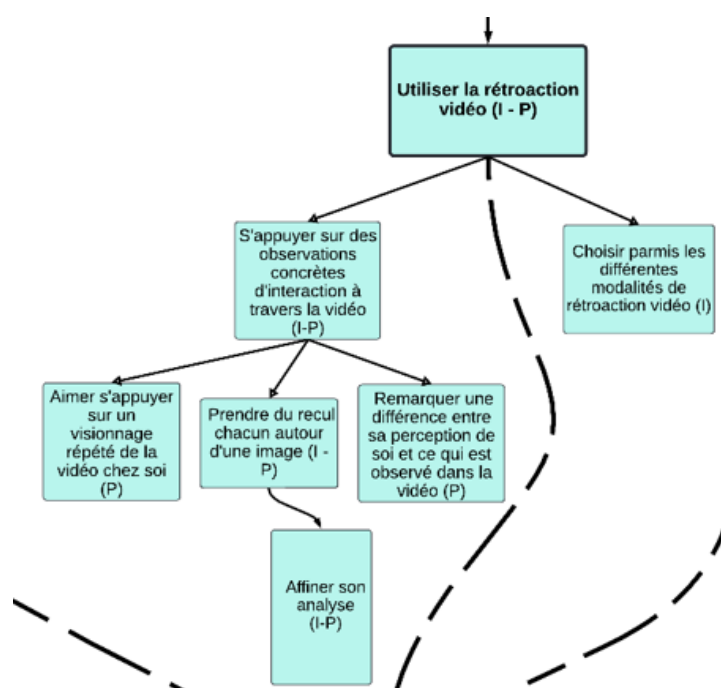 Utiliser la rétroaction
vidéo (I - P)
S'appuyer sur des
observations
concrètes
d'interaction à
travers la vidéo
(I-P)
Choisir parmis les
différentes
modalités de
rétroaction vidéo (I)
Aimer s'appuyer
sur un
visionnage
répété de la
vidéo chez soi
(P)
Prendre du recul
chacun autour
d'une image (I -
P)
Remarquer une
différence entre
sa perception de
soi et ce qui est
observé dans la
vidéo (P)
Affiner son
analyse
(I-P)